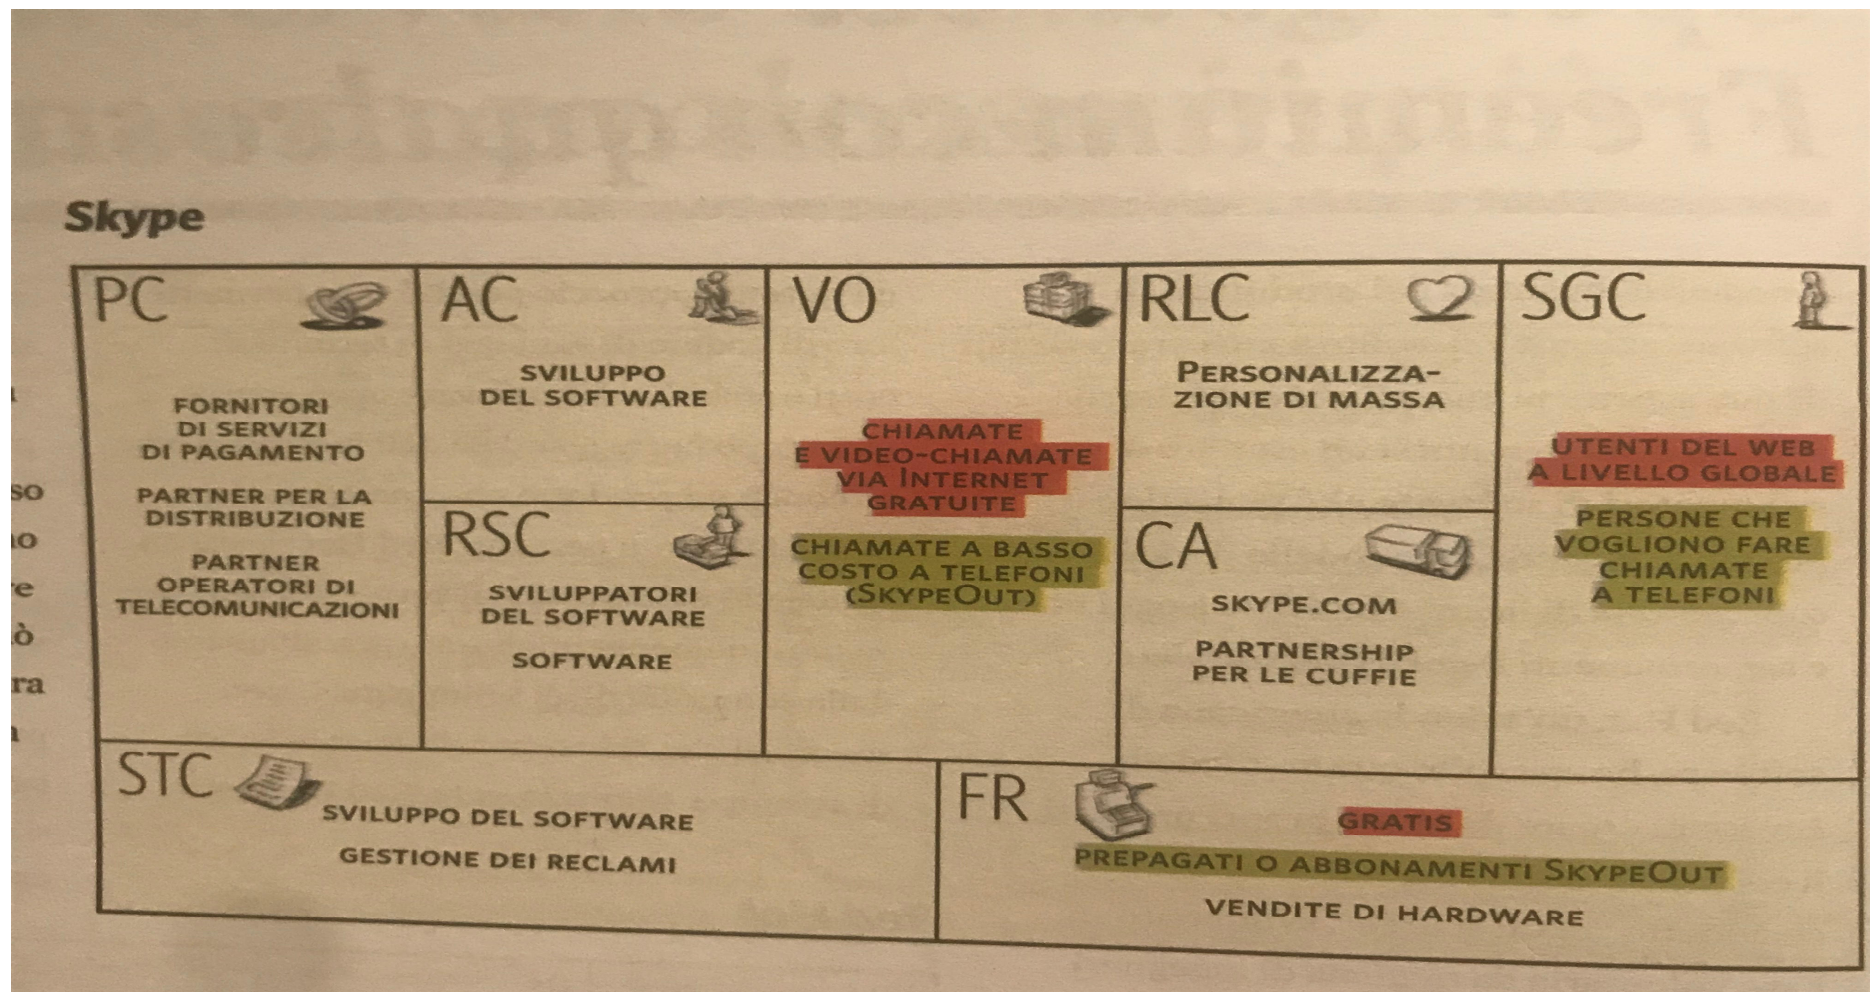 Skype
PC
FORNITORI
DI SERVIZI
DI PAGAMENTO
PARTNER PER LA
DISTRIBUZIONE
PARTNER
OPERATORI DI
TELECOMUNICAZIONI
AC
SVILUPPO
DEL SOFTWARE
RSC
SVILUPPATORI
DEL SOFTWARE
SOFTWARE
VO
CHIAMATE
E VIDEO-CHIAMATE
VIA INTERNET
GRATUITE
CHIAMATE A BASSO
COSTO A TELEFONI
(SKYPEOUT)
RLC
PERSONALIZZA-
ZIONE DI MASSA
CA
SKYPE.COM
PARTNERSHIP
PER LE CUFFIE
SGC
UTENTI DEL WEB
A LIVELLO GLOBALE
PERSONE CHE
VOGLIONO FARE
CHIAMATE
A TELEFONI
STC
SVILUPPO DEL SOFTWARE
GESTIONE DEI RECLAMI
FR
GRATIS
PREPAGATI O ABBONAMENTI SKYPEOUT
VENDITE DI HARDWARE